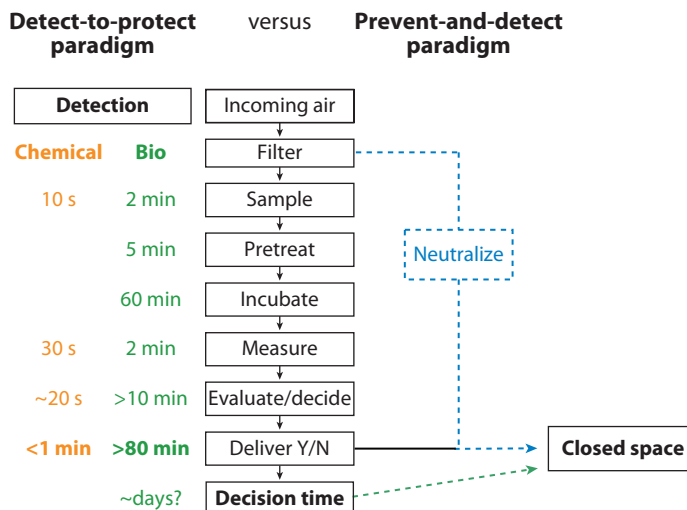 Detect-to-protect paradigm versus Prevent-and-detect paradigm
Detection Incoming air
Chemical Bio Filter
10 s 2 min Sample
5 min Pretreat Neutralize
60 min Incubate
30 s 2 min Measure
~20 s >10 min Evaluate/decide
<1 min >80 min Deliver Y/N Closed space
~days? Decision time